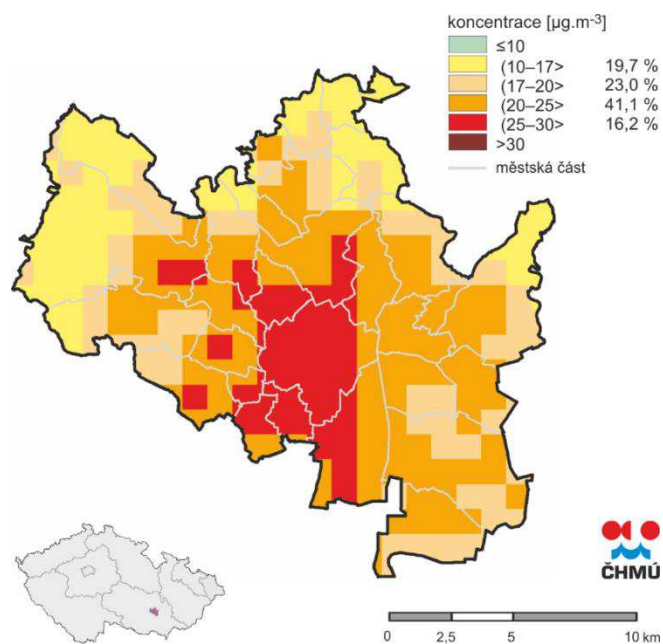 koncentrace [µg.m-³]
≤10
(10–17> 19,7 %
(17–20> 23,0 %
(20–25> 41,1 %
(25–30> 16,2 %
>30
městská část
ČHMÚ
0 2,5 5 10 km